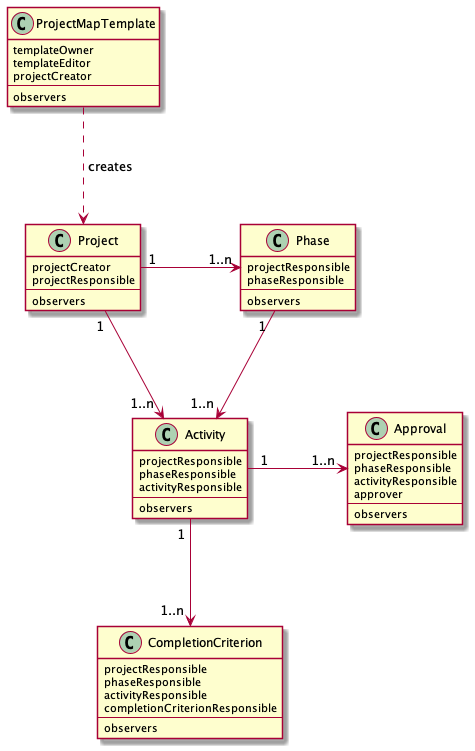 C ProjectMapTemplate
templateOwner
templateEditor
projectCreator
observers
creates
C Project
projectCreator
projectResponsible
observers
1
1..n
C Phase
projectResponsible
phaseResponsible
observers
1
1
1..n
1..n
C Activity
projectResponsible
phaseResponsible
activityResponsible
observers
1
1..n
C Approval
projectResponsible
phaseResponsible
activityResponsible
approver
observers
1
1..n
C CompletionCriterion
projectResponsible
phaseResponsible
activityResponsible
completionCriterionResponsible
observers